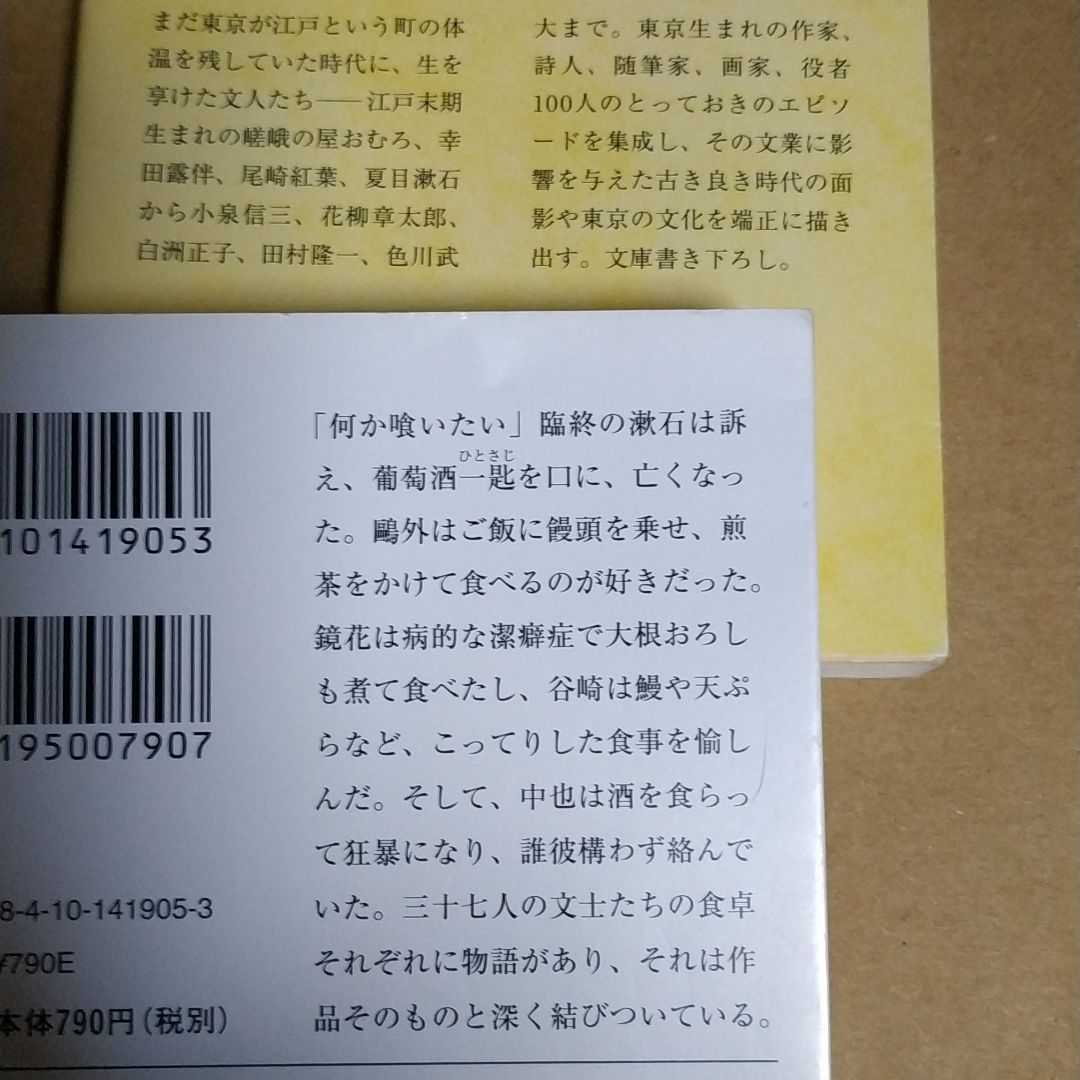 まだ東京が江戸という町の体
温を残していた時代に、生を
享けた文人たち──江戸末期
生まれの嵯峨の屋おむろ、幸
田露伴、尾崎紅葉、夏目漱石
から小泉信三、花柳章太郎、
白洲正子、田村隆一、色川武
大まで。東京生まれの作家、
詩人、随筆家、画家、役者
100人のとっておきのエピソ
ードを集成し、その文業に影
響を与えた古き良き時代の面
影や東京の文化を端正に描き
出す。文庫書き下ろし。
「何か喰いたい」臨終の漱石は訴
ひとさじ
え、葡萄酒一匙を口に、亡くなっ
た。鷗外はご飯に饅頭を乗せ、煎
茶をかけて食べるのが好きだった。
鏡花は病的な潔癖症で大根おろし
も煮て食べたし、谷崎は鰻や天ぷ
らなど、こってりした食事を愉し
んだ。そして、中也は酒を食らっ
て狂暴になり、誰彼構わず絡んで
いた。三十七人の文士たちの食卓
それぞれに物語があり、それは作
品そのものと深く結びついている。
101419053
195007907
8-4-10-141905-3
¥790E
本体790円(税別)